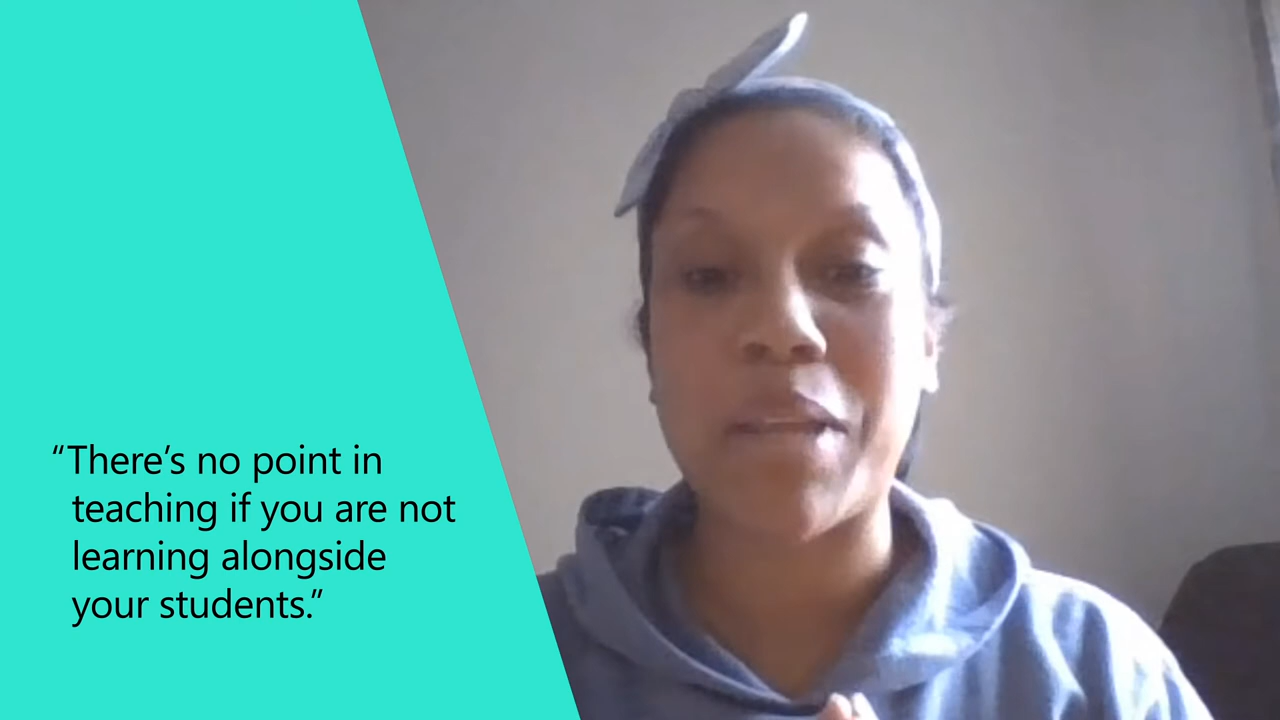 “There’s no point in
teaching if you are not
learning alongside
your students.”